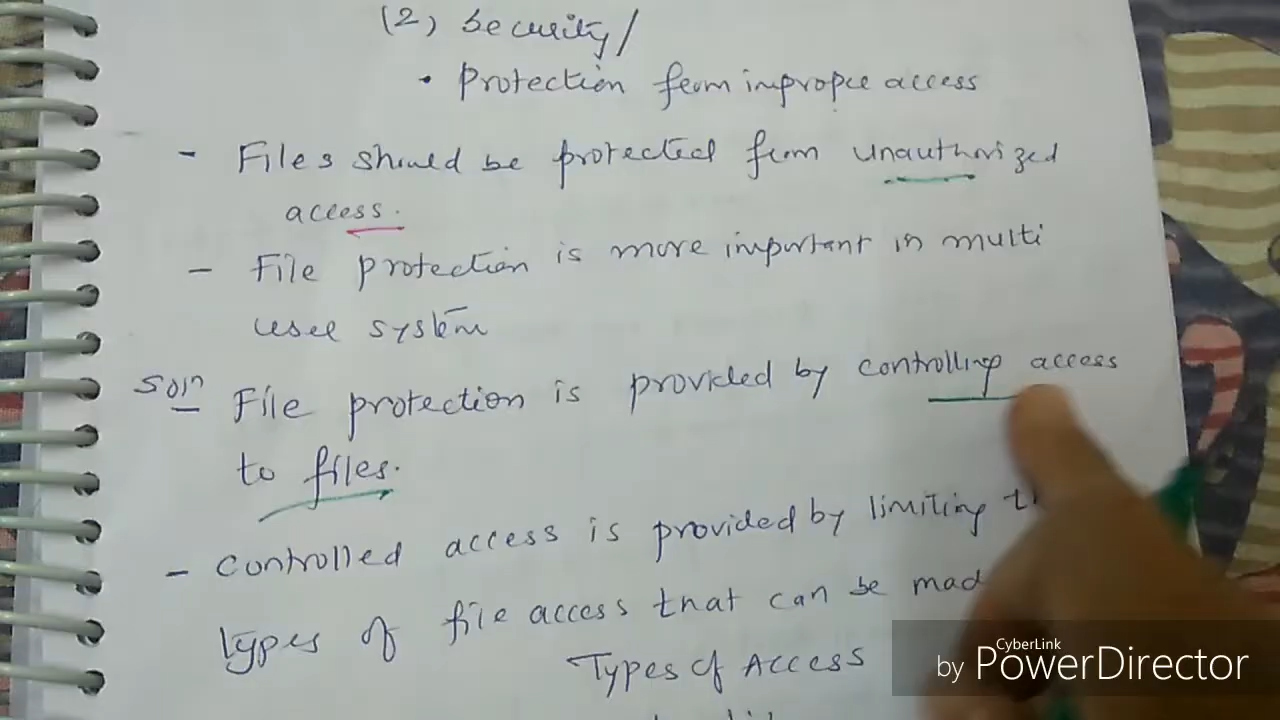 (2) Security/
• Protection from improper access
- Files should be protected from unauthorized
access.
- File protection is more important in multi
user system
Soln File protection is provided by controlling access
to files.
- Controlled access is provided by limiting
types of file access that can be
Types of Access
CyberLink
by PowerDirector